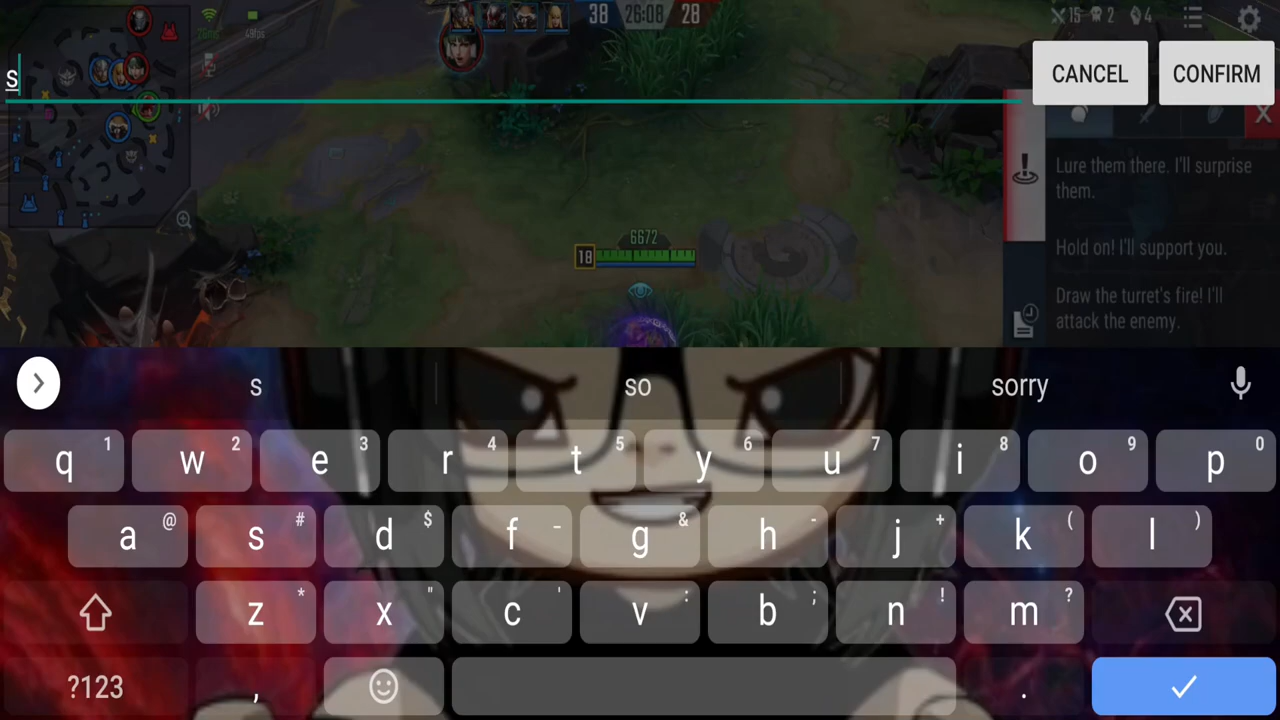 38 26:08 28
15 2 4
49fps
s
CANCEL CONFIRM
Lure them there. I'll surprise
them.
6672
18
Hold on! I'll support you.
Draw the turret's fire! I'll
attack the enemy.
s so sorry
1 2 3 4 5 6 7 8 9 0
q w e r t y u i o p
@ # $ _ & - + ( )
a s d f g h j k l
* " ' : ; ! ?
z x c v b n m
?123 , .